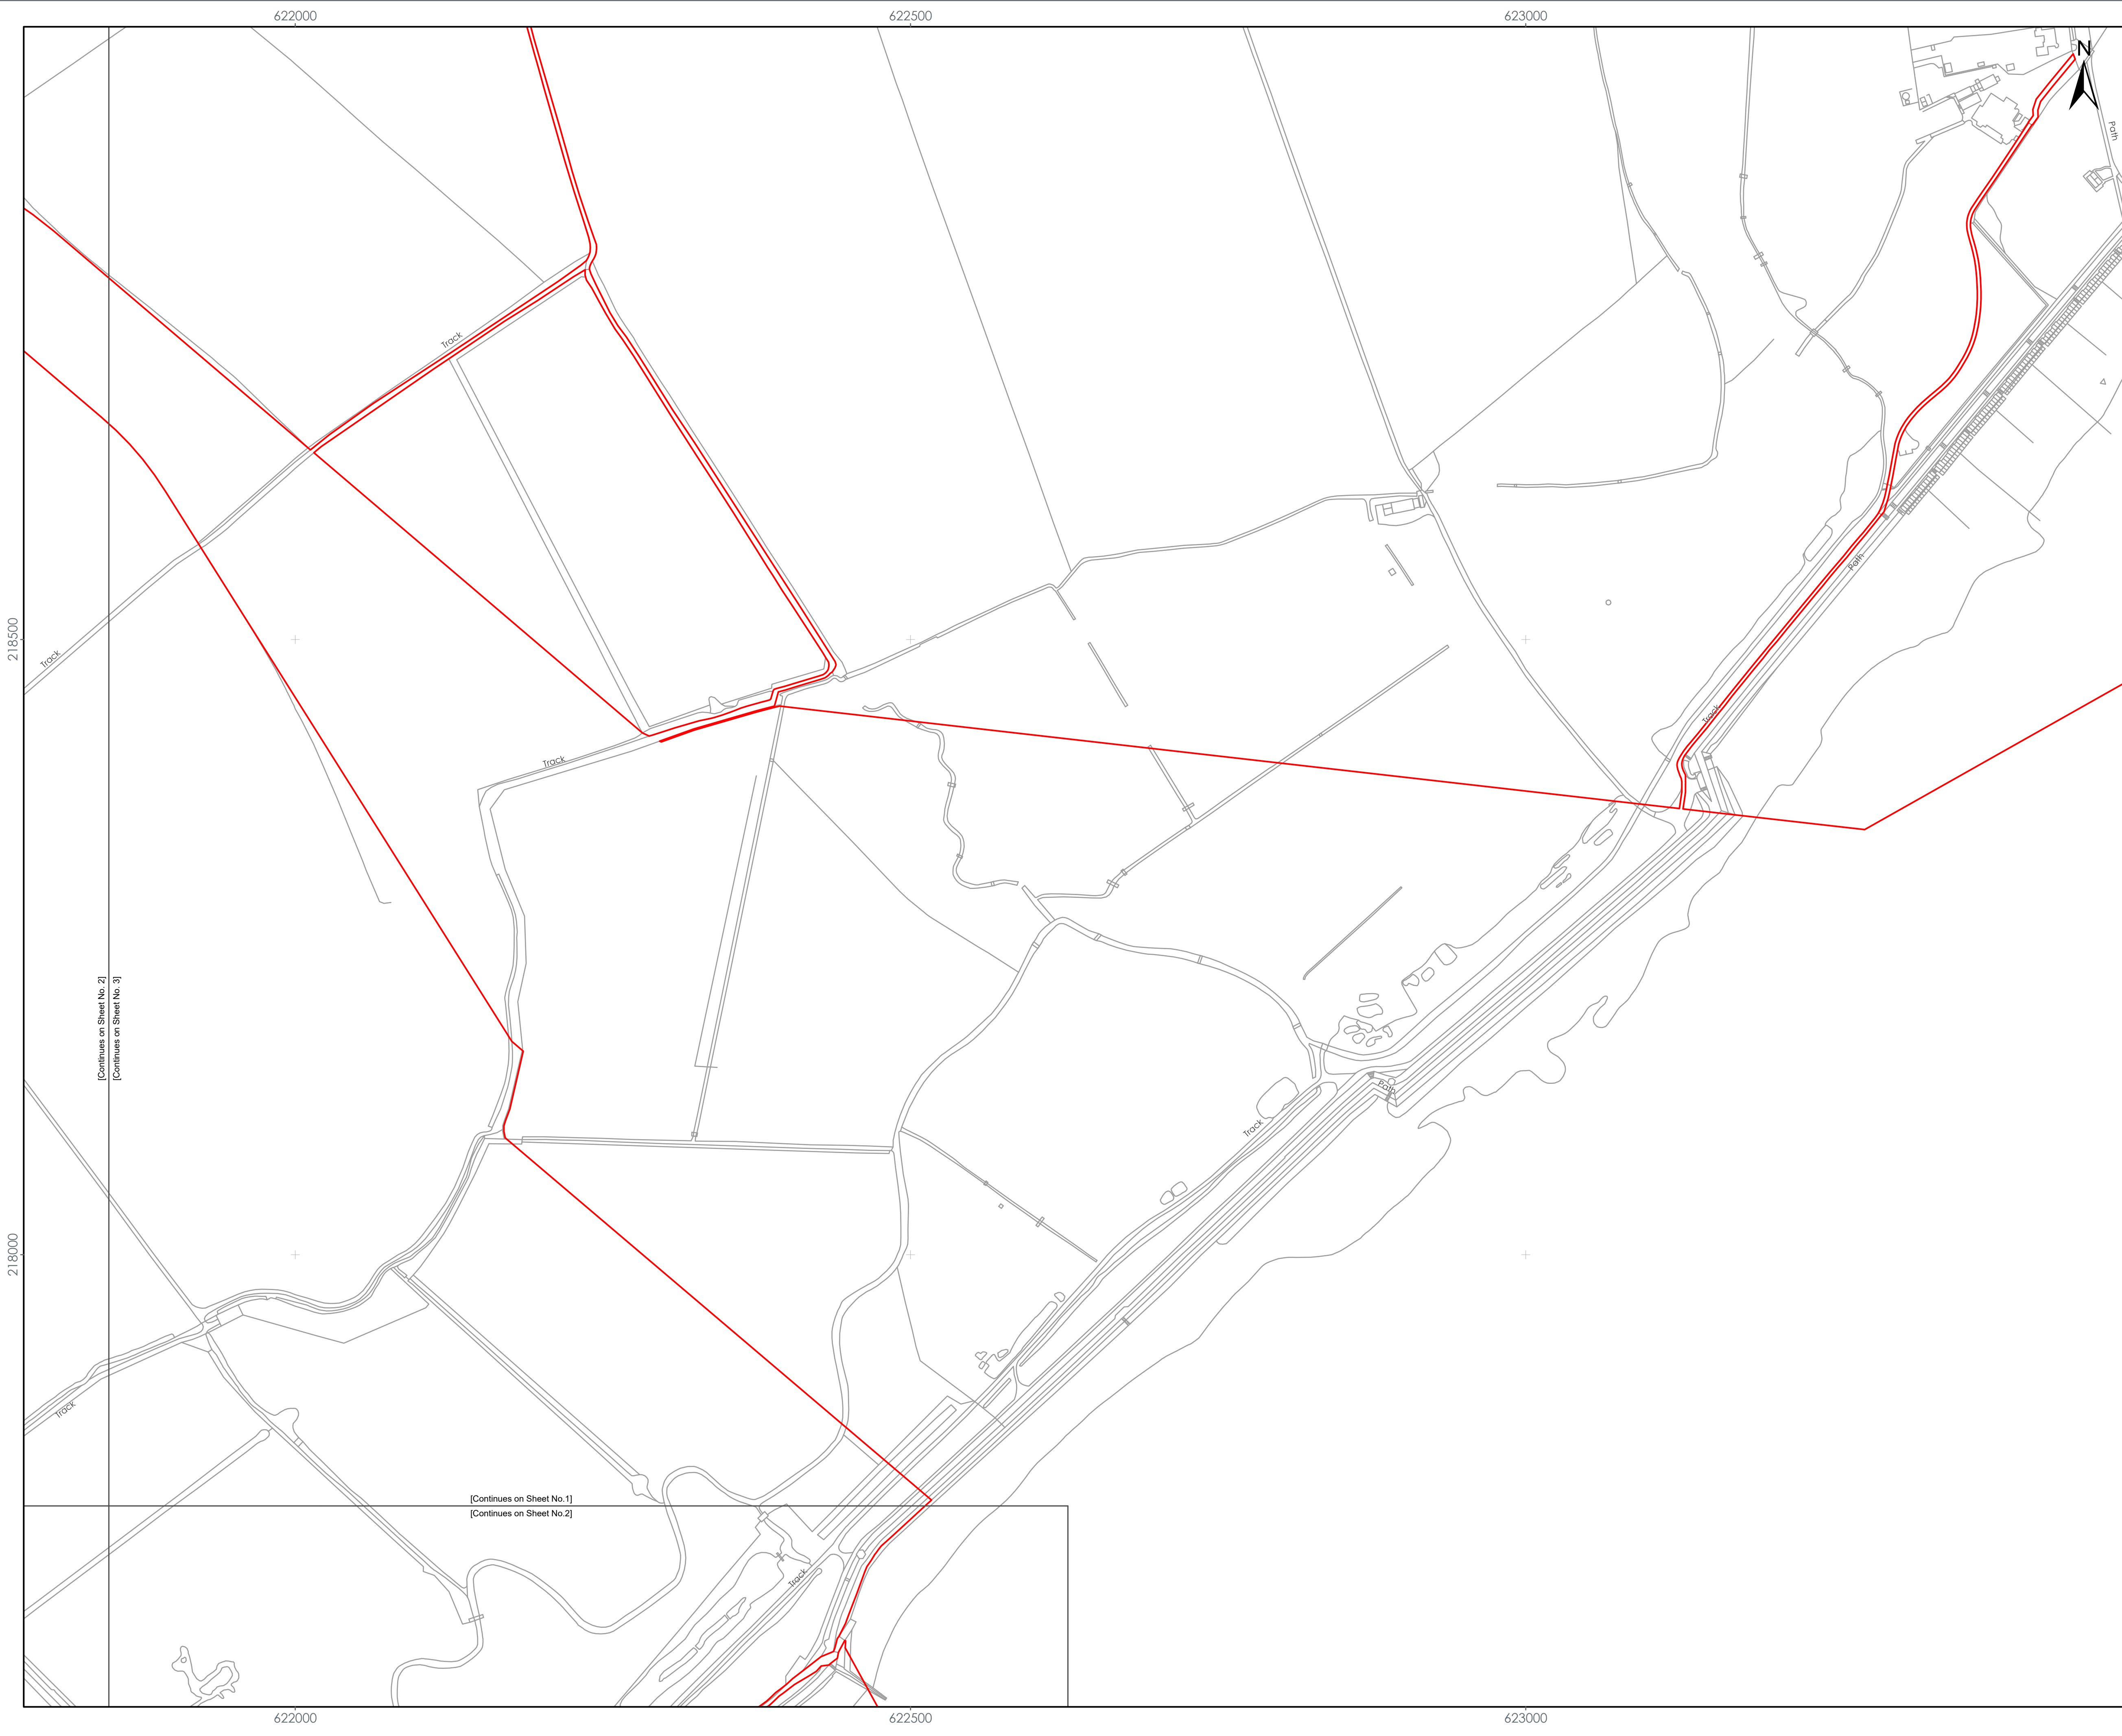 622000
622500
623000
N
Path
Track
218500
Track
Path
Track
Track
[Continues on Sheet No. 2]
[Continues on Sheet No. 3]
Path
Track
218000
Track
[Continues on Sheet No.1]
[Continues on Sheet No.2]
Track
622000
622500
623000